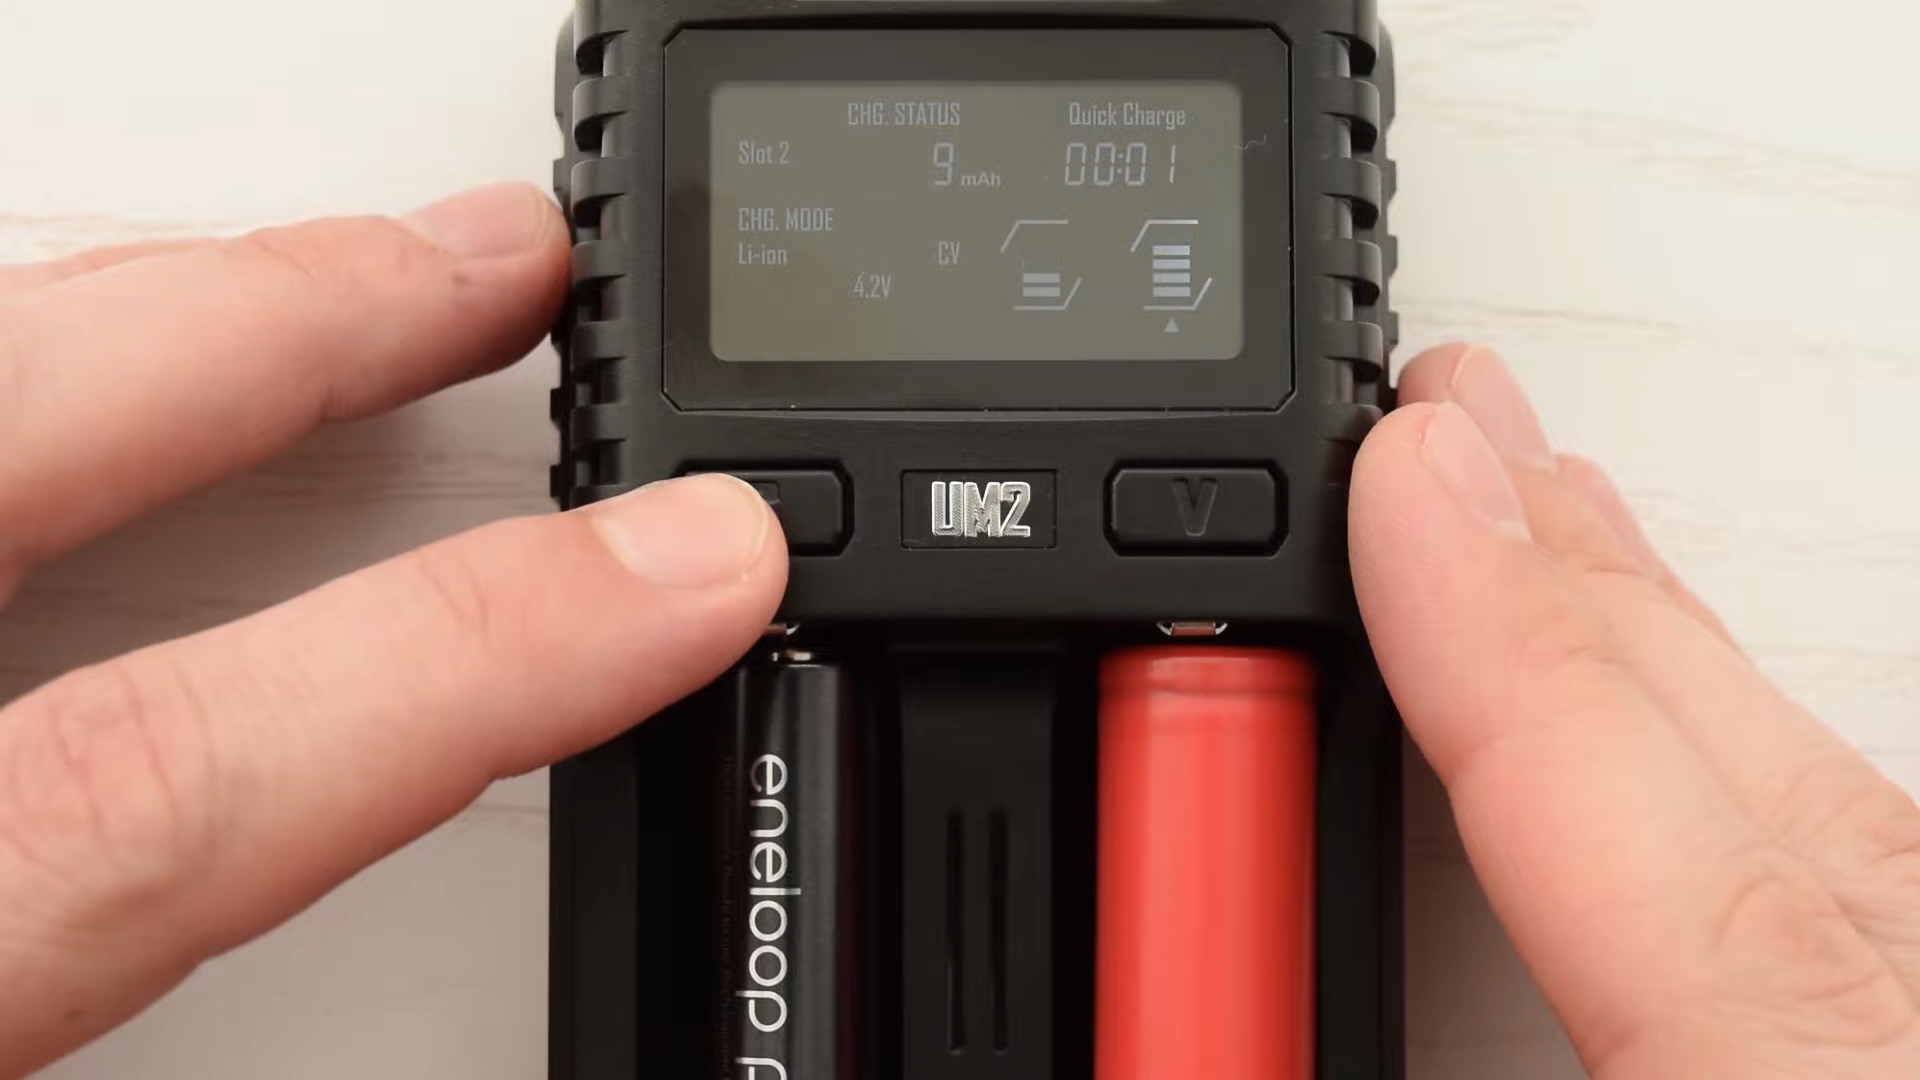 CHG. STATUS
Quick Charge
Slot 2
9 mAh
00:01
CHG. MODE
Li-ion
CV
4.2V
UM2
V
eneloop